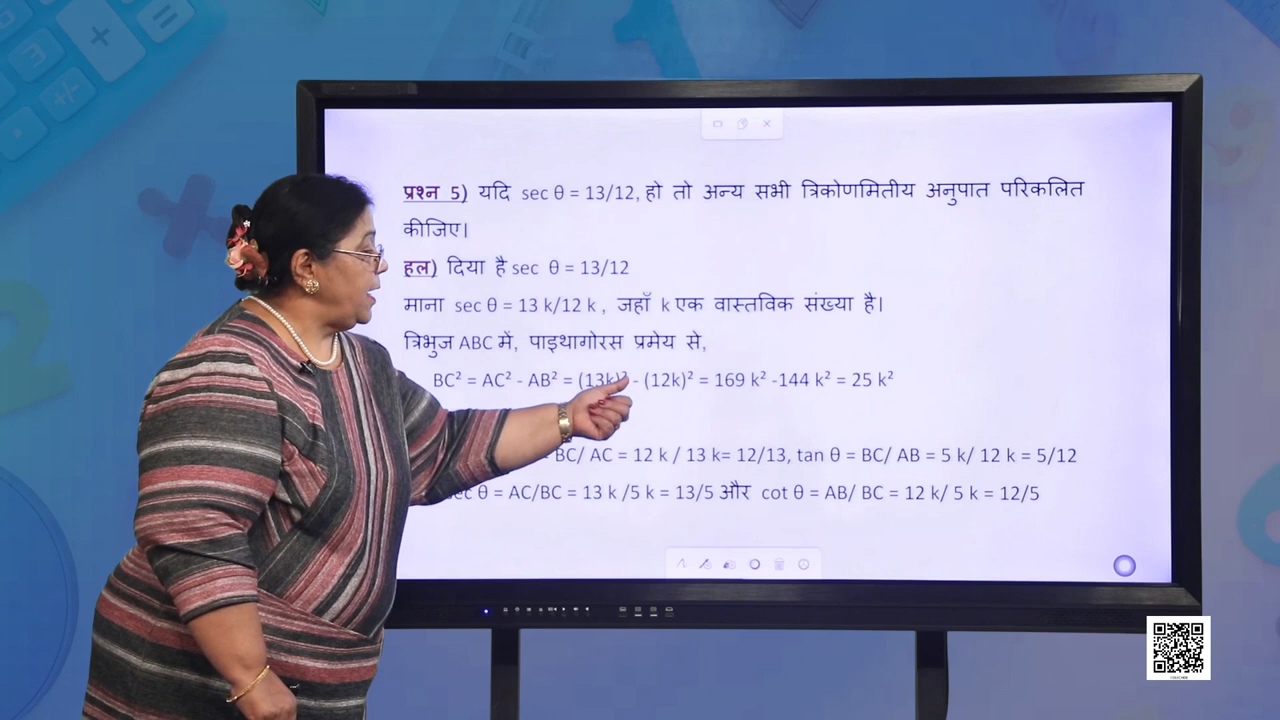 प्रश्न 5) यदि sec θ = 13/12, हो तो अन्य सभी त्रिकोणमितीय अनुपात परिकलित
कीजिए।
हल) दिया है sec θ = 13/12
माना sec θ = 13 k/12 k , जहाँ k एक वास्तविक संख्या है।
त्रिभुज ABC में, पाइथागोरस प्रमेय से,
BC² = AC² - AB² = (13k)² - (12k)² = 169 k² -144 k² = 25 k²
BC/ AC = 12 k / 13 k= 12/13, tan θ = BC/ AB = 5 k/ 12 k = 5/12
θ = AC/BC = 13 k /5 k = 13/5 और cot θ = AB/ BC = 12 k/ 5 k = 12/5